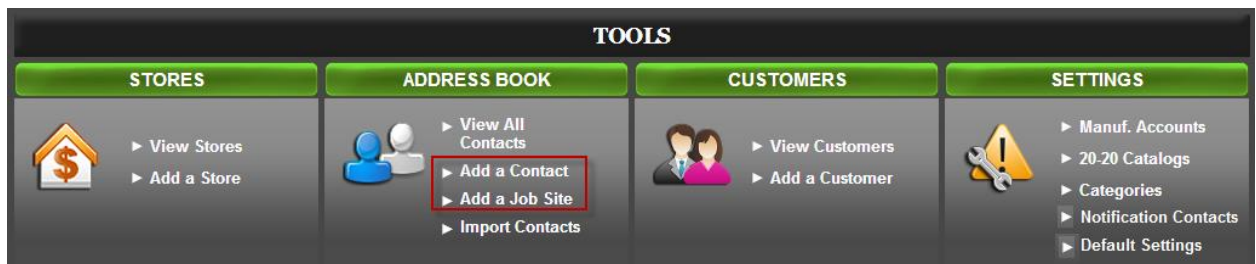 TOOLS
STORES
View Stores
Add a Store
ADDRESS BOOK
View All
Contacts
Add a Contact
Add a Job Site
Import Contacts
CUSTOMERS
View Customers
Add a Customer
SETTINGS
Manuf. Accounts
20-20 Catalogs
Categories
Notification Contacts
Default Settings